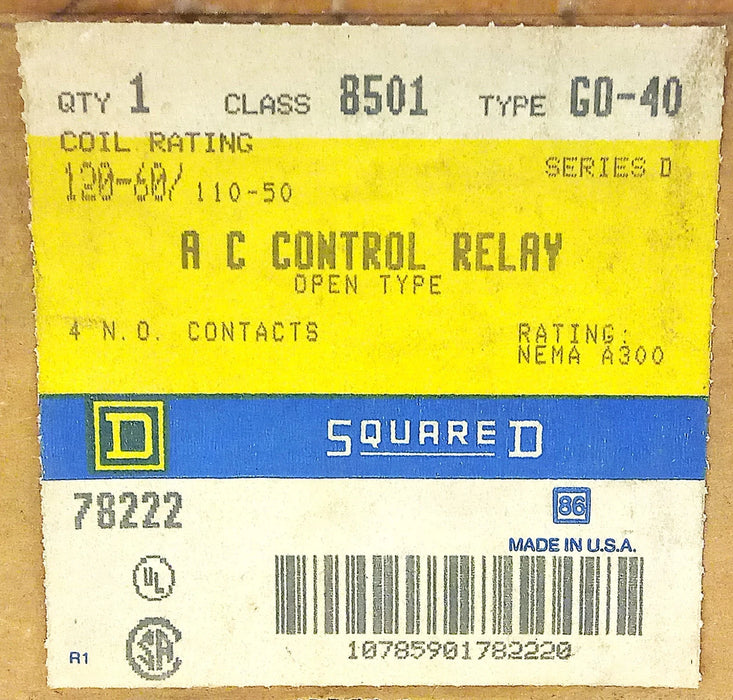 QTY 1 CLASS 8501 TYPE GO-40
COIL RATING
120-60/ 110-50
SERIES D
A C CONTROL RELAY
OPEN TYPE
4 N.O. CONTACTS
RATING:
NEMA A300
D SQUARE D
78222
86
MADE IN U.S.A.
UL
SA
R1
10785901782220